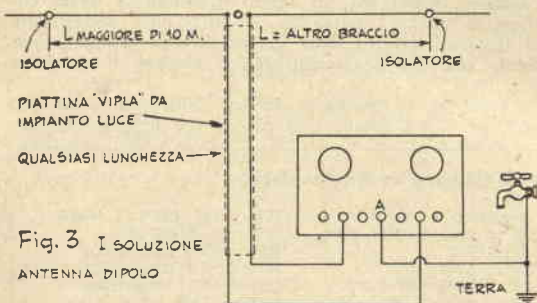 L MAGGIORE DI 10 M.
L = ALTRO BRACCIO
ISOLATORE
ISOLATORE
PIATTINA "VIPLA" DA
IMPIANTO LUCE
QUALSIASI LUNGHEZZA
A
Fig. 3 I SOLUZIONE
ANTENNA DIPOLO
TERRA